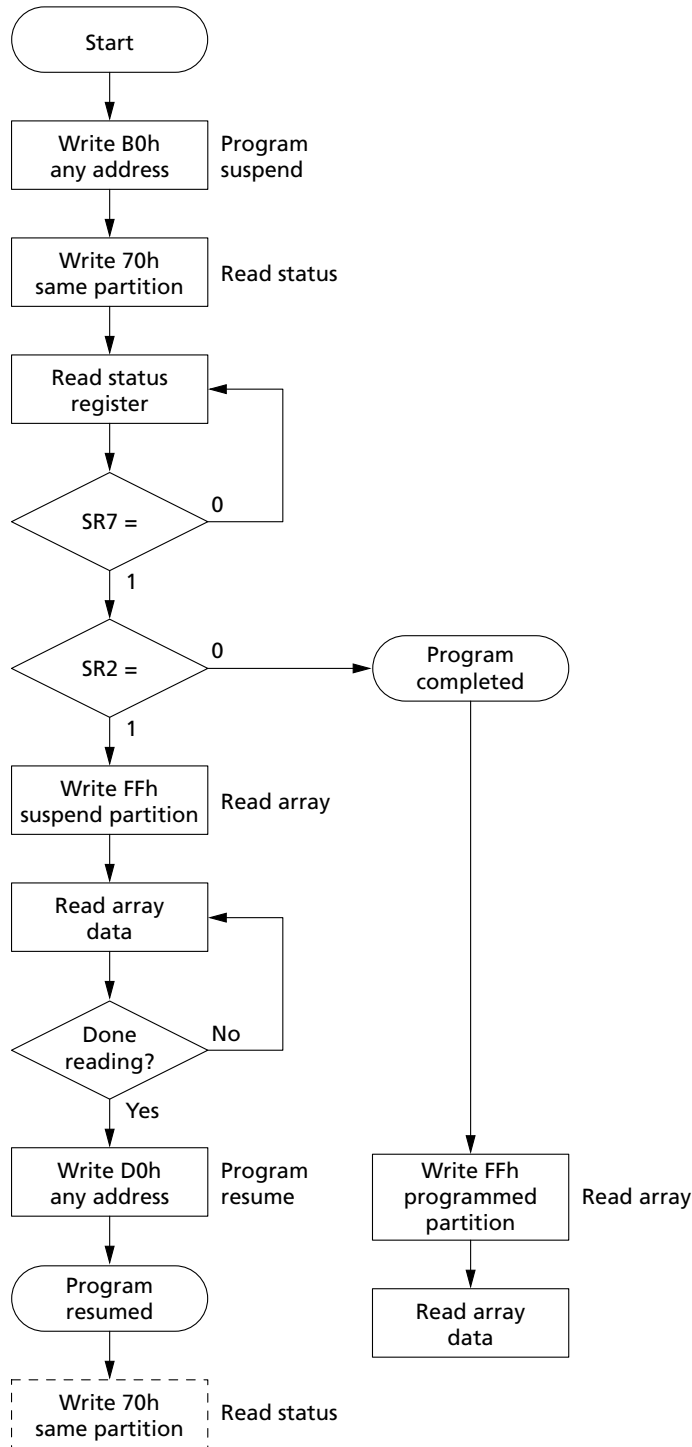 Start
Write B0h
any address
Program
suspend
Write 70h
same partition
Read status
Read status
register
SR7 =
0
1
SR2 =
0
Program
completed
1
Write FFh
suspend partition
Read array
Read array
data
Done
reading?
No
Yes
Write D0h
any address
Program
resume
Write FFh
programmed
partition
Read array
Program
resumed
Read array
data
Write 70h
same partition
Read status